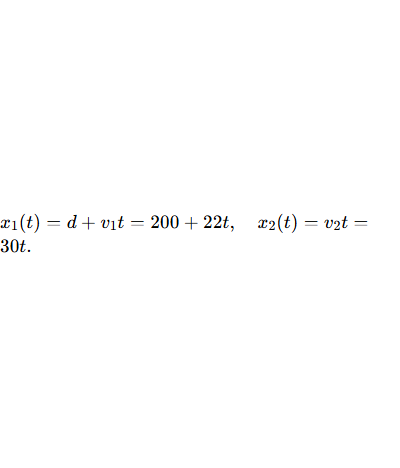 x₁(t) = d + v₁t = 200 + 22t, x₂(t) = v₂t =
30t.